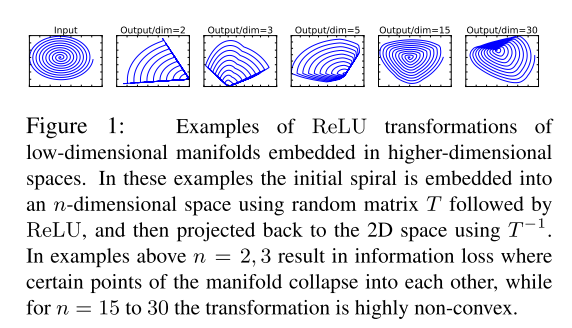 Input Output/dim=2 Output/dim=3 Output/dim=5 Output/dim=15 Output/dim=30
Figure 1: Examples of ReLU transformations of
low-dimensional manifolds embedded in higher-dimensional
spaces. In these examples the initial spiral is embedded into
an n-dimensional space using random matrix T followed by
ReLU, and then projected back to the 2D space using T⁻¹.
In examples above n = 2, 3 result in information loss where
certain points of the manifold collapse into each other, while
for n = 15 to 30 the transformation is highly non-convex.